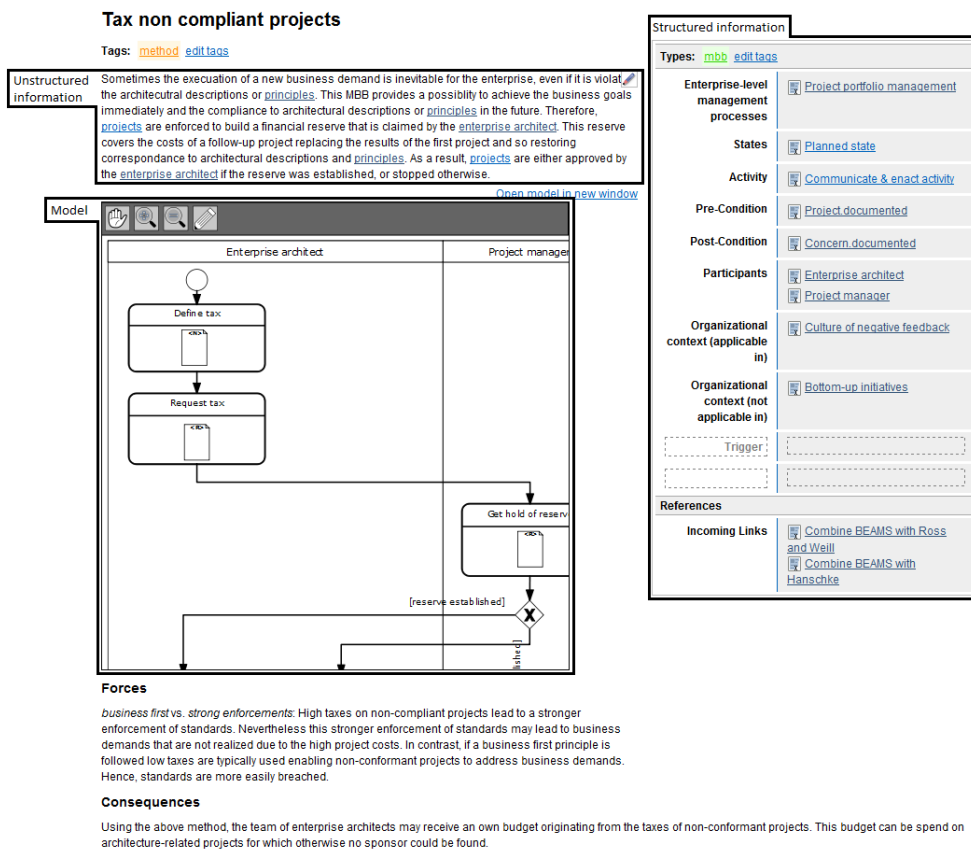 Tax non compliant projects
Tags: method edit tags
Unstructured information
Sometimes the execution of a new business demand is inevitable for the enterprise, even if it is violat
the architecutral descriptions or principles. This MBB provides a possiblity to achieve the business goals
immediately and the compliance to architectural descriptions or principles in the future. Therefore,
projects are enforced to build a financial reserve that is claimed by the enterprise architect. This reserve
covers the costs of a follow-up project replacing the results of the first project and so restoring
correspondance to architectural descriptions and principles. As a result, projects are either approved by
the enterprise architect if the reserve was established, or stopped otherwise.
Open model in new window
Model
Enterprise architect
Project manager
Define tax
Request tax
Get hold of reserv
[reserve established]
X
lished]
Forces
business first vs. strong enforcements: High taxes on non-compliant projects lead to a stronger
enforcement of standards. Nevertheless this stronger enforcement of standards may lead to business
demands that are not realized due to the high project costs. In contrast, if a business first principle is
followed low taxes are typically used enabling non-conformant projects to address business demands.
Hence, standards are more easily breached.
Consequences
Using the above method, the team of enterprise architects may receive an own budget originating from the taxes of non-conformant projects. This budget can be spend on
architecture-related projects for which otherwise no sponsor could be found.
Structured information
Types: mbb edit tags
Enterprise-level
management
processes
Project portfolio management
States
Planned state
Activity
Communicate & enact activity
Pre-Condition
Project.documented
Post-Condition
Concern.documented
Participants
Enterprise architect
Project manager
Organizational
context (applicable
in)
Culture of negative feedback
Organizational
context (not
applicable in)
Bottom-up initiatives
Trigger
References
Incoming Links
Combine BEAMS with Ross
and Weill
Combine BEAMS with
Hanschke